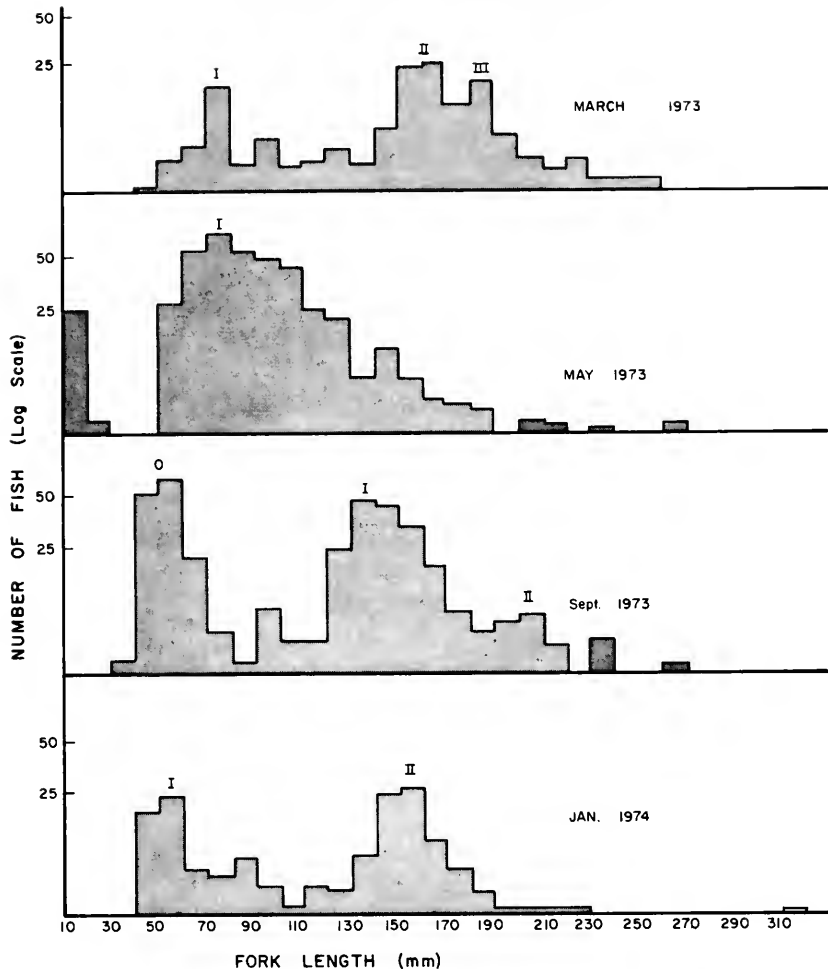 50
25
I
II
III
MARCH 1973
50
25
I
MAY 1973
50
25
O
I
II
Sept. 1973
50
25
I
II
JAN. 1974
10 30 50 70 90 110 130 150 170 190 210 230 250 270 290 310
FORK LENGTH (mm)
NUMBER OF FISH (Log Scale)